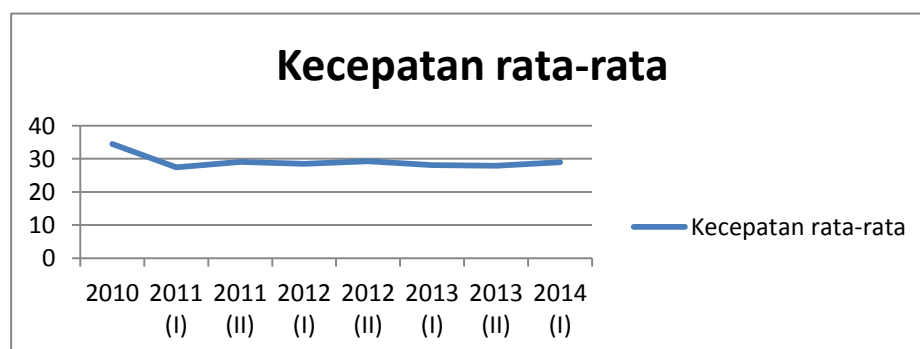 Kecepatan rata-rata
40
30
20
10
0
Kecepatan rata-rata
2010 2011 2011 2012 2012 2013 2013 2014
(I) (II) (I) (II) (I) (II) (I)